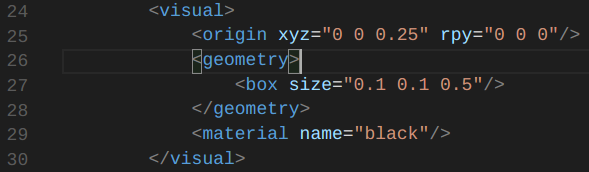 24 <visual>
25 <origin xyz="0 0 0.25" rpy="0 0 0"/>
26 <geometry>
27 <box size="0.1 0.1 0.5"/>
28 </geometry>
29 <material name="black"/>
30 </visual>